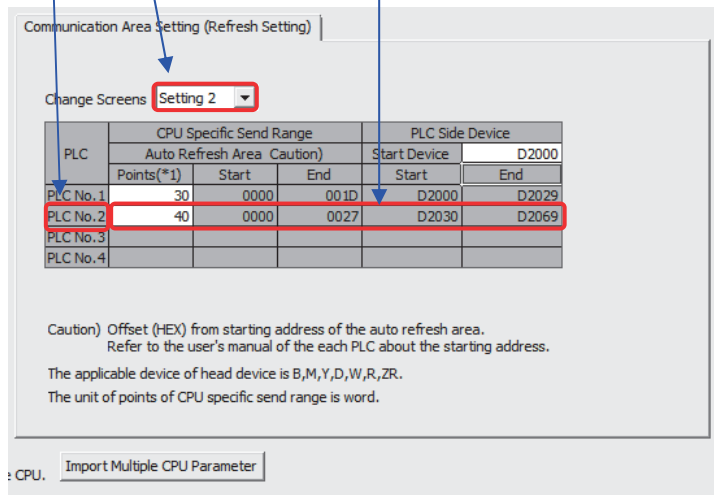 Communication Area Setting (Refresh Setting)
Change Screens Setting 2
PLC CPU Specific Send Range PLC Side Device
Auto Refresh Area Caution) Start Device D2000
Points(*1) Start End Start End
PLC No.1 30 0000 001D D2000 D2029
PLC No.2 40 0000 0027 D2030 D2069
PLC No.3
PLC No.4
Caution) Offset (HEX) from starting address of the auto refresh area.
Refer to the user's manual of the each PLC about the starting address.
The applicable device of head device is B,M,Y,D,W,R,ZR.
The unit of points of CPU specific send range is word.
e CPU. Import Multiple CPU Parameter